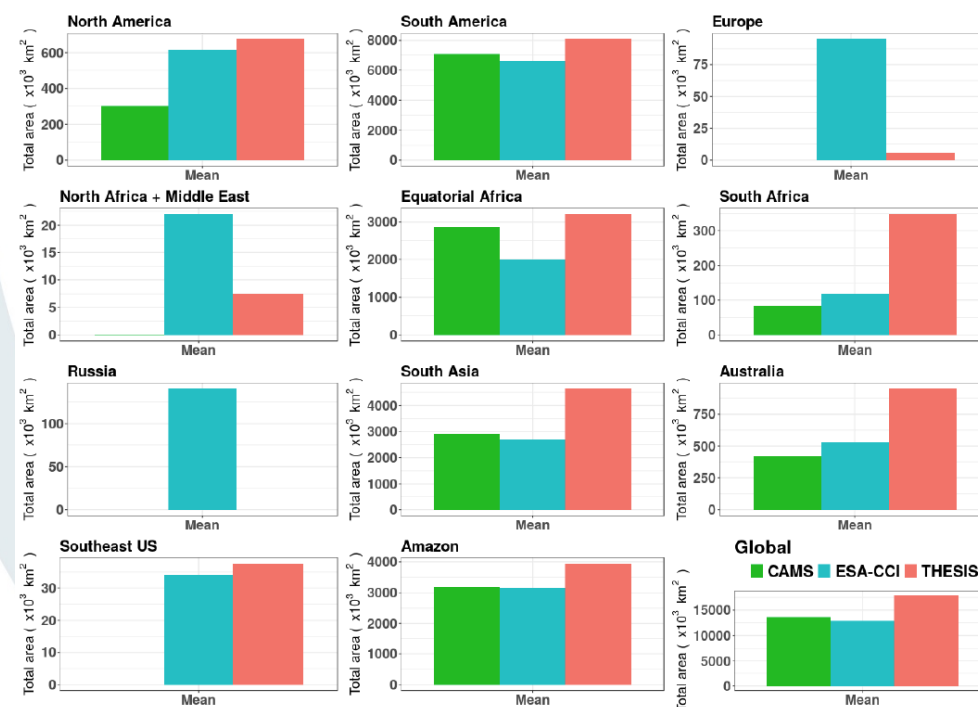 North America
Total area ( x10³ km²)
600
400
200
0
Mean
South America
Total area ( x10³ km²)
8000
6000
4000
2000
0
Mean
Europe
Total area ( x10³ km²)
75
50
25
0
Mean
North Africa + Middle East
Total area ( x10³ km²)
20
15
10
5
0
Mean
Equatorial Africa
Total area ( x10³ km²)
3000
2000
1000
0
Mean
South Africa
Total area ( x10³ km²)
300
200
100
0
Mean
Russia
Total area ( x10³ km²)
100
50
0
Mean
South Asia
Total area ( x10³ km²)
4000
3000
2000
1000
0
Mean
Australia
Total area ( x10³ km²)
750
500
250
0
Mean
Southeast US
Total area ( x10³ km²)
30
20
10
0
Mean
Amazon
Total area ( x10³ km²)
4000
3000
2000
1000
0
Mean
Global
CAMS ESA-CCI THESIS
Total area ( x10³ km²)
15000
10000
5000
0
Mean